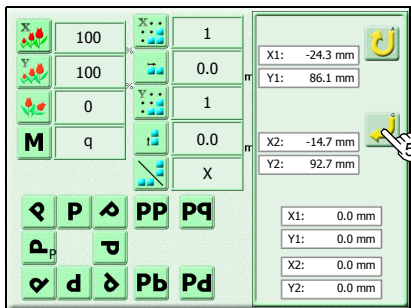 X
100
%
X
1
Y
100
%
0.0
m
0
Y
1
M
q
0.0
m
X
X1: -24.3 mm
Y1: 86.1 mm
X2: -14.7 mm
Y2: 92.7 mm
5
P P P PP Pq
P P
d d d Pb Pd
X1: 0.0 mm
Y1: 0.0 mm
X2: 0.0 mm
Y2: 0.0 mm